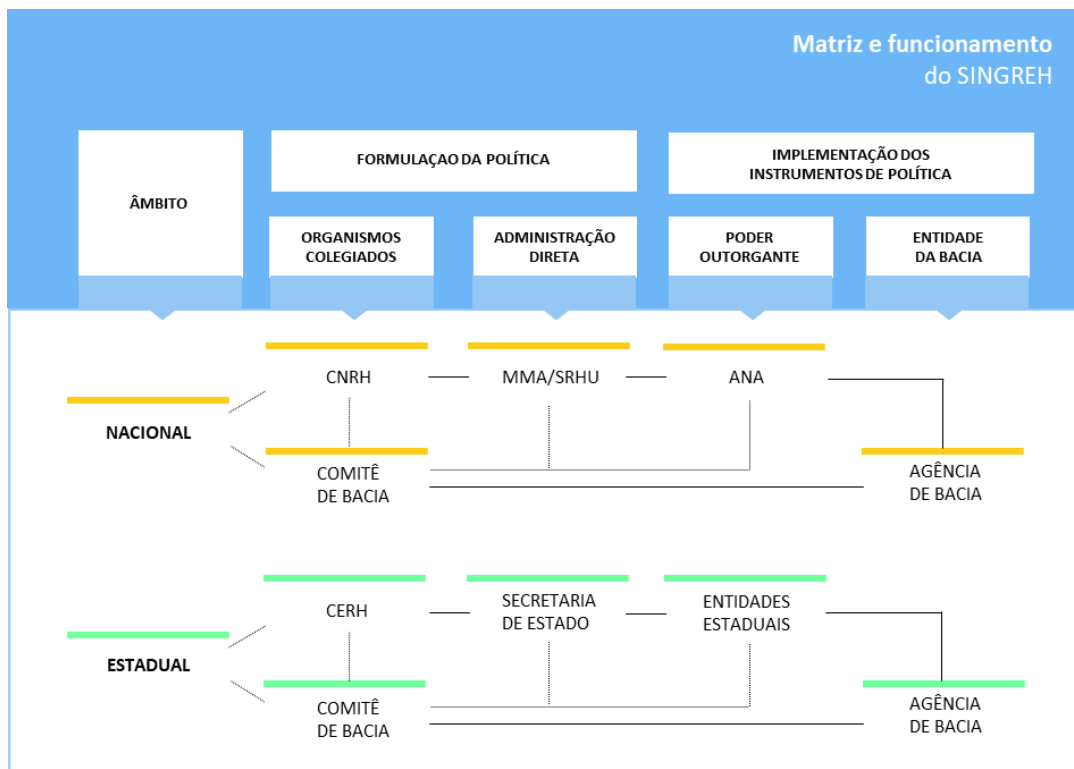 Matriz e funcionamento
do SINGREH
ÂMBITO
FORMULAÇAO DA POLÍTICA
IMPLEMENTAÇÃO DOS
INSTRUMENTOS DE POLÍTICA
ORGANISMOS
COLEGIADOS
ADMINISTRAÇÃO
DIRETA
PODER
OUTORGANTE
ENTIDADE
DA BACIA
NACIONAL
CNRH
MMA/SRHU
ANA
COMITÊ
DE BACIA
AGÊNCIA
DE BACIA
ESTADUAL
CERH
SECRETARIA
DE ESTADO
ENTIDADES
ESTADUAIS
COMITÊ
DE BACIA
AGÊNCIA
DE BACIA